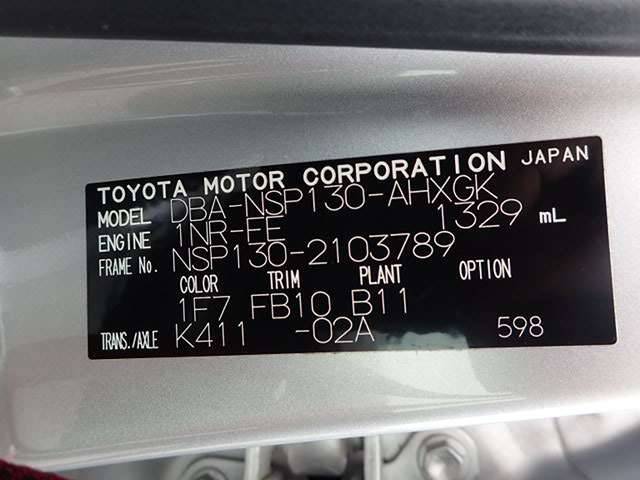 TOYOTA MOTOR CORPORATION JAPAN
MODEL DBA-NSP130-AHXGK
ENGINE 1NR-FE 1329 mL
FRAME No. NSP130-2103789
COLOR TRIM PLANT OPTION
1F7 FB10 B11
TRANS./AXLE K411 -02A 598